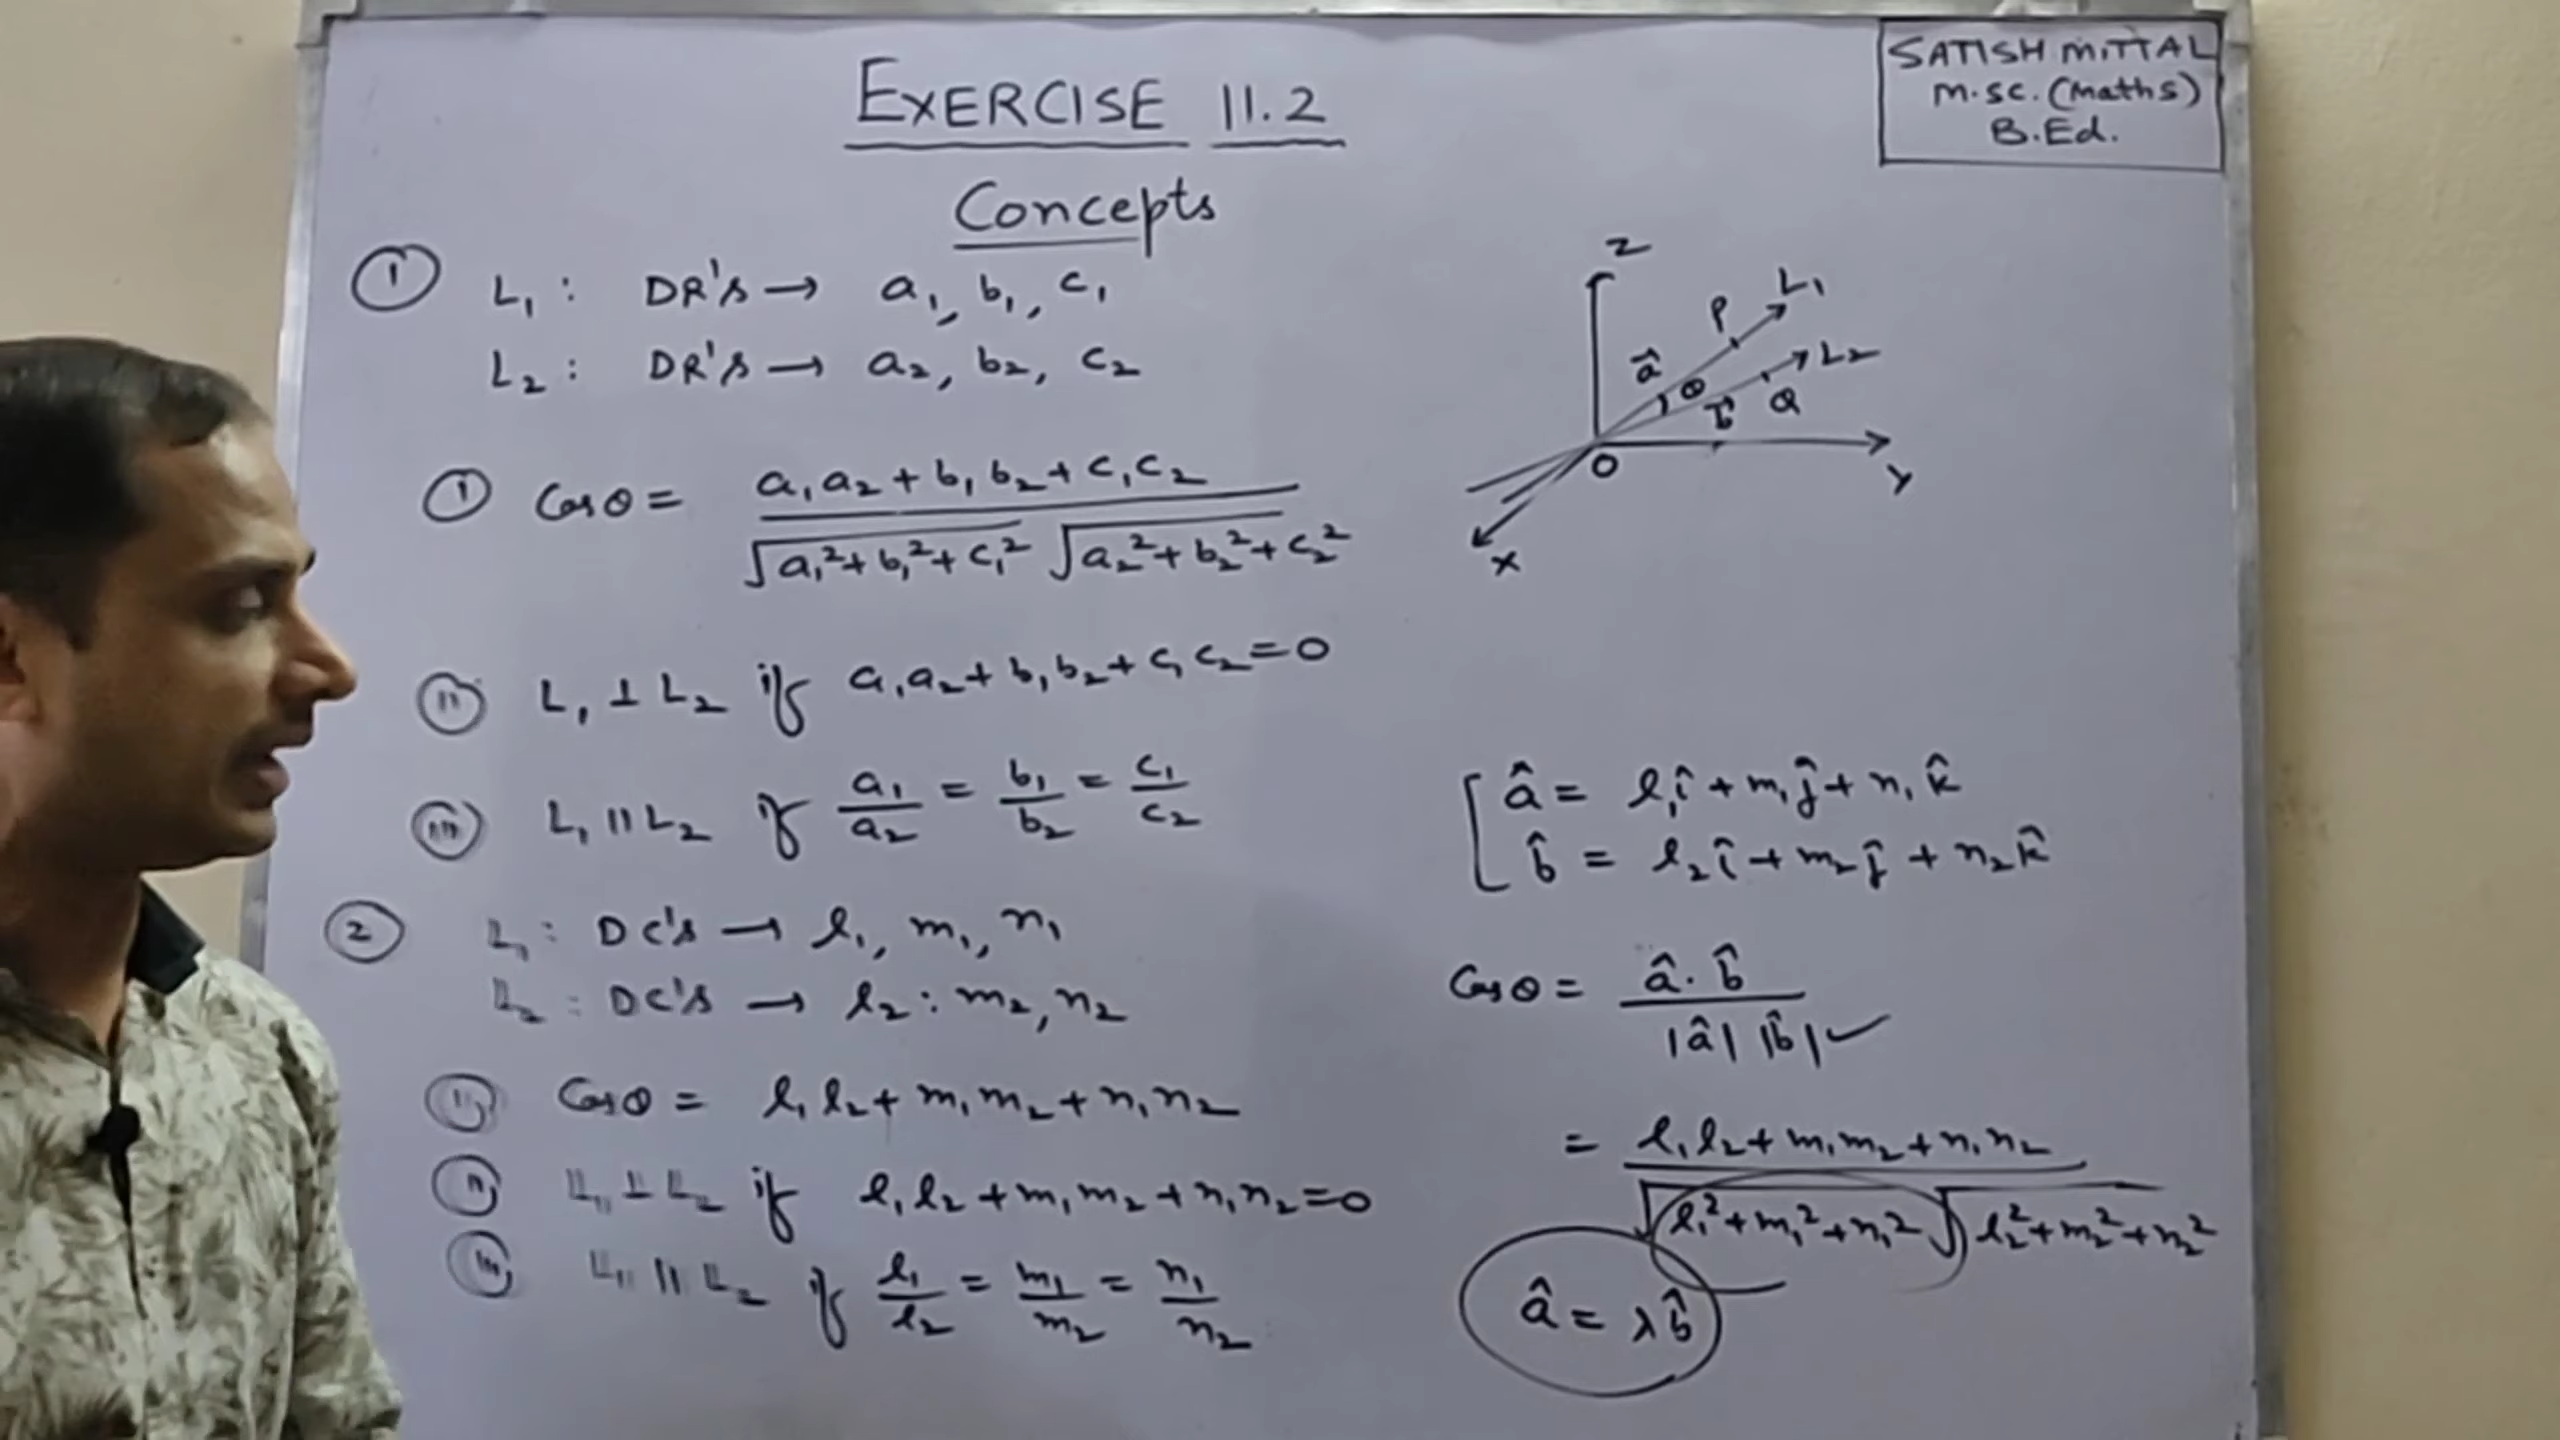 EXERCISE 11.2
SATISH MITTAL
M.SC. (Maths)
B.Ed.
Concepts
① L₁ : DR's → a₁, b₁, c₁
L₂ : DR's → a₂, b₂, c₂
Z
P L₁
â θ L₂
b Q
O
Y
X
(i) Cosθ = (a₁a₂ + b₁b₂ + c₁c₂) / (√(a₁²+b₁²+c₁²) √(a₂²+b₂²+c₂²))
(ii) L₁ ⊥ L₂ if a₁a₂ + b₁b₂ + c₁c₂ = 0
(iii) L₁ || L₂ if a₁/a₂ = b₁/b₂ = c₁/c₂
② L₁ : DC's → l₁, m₁, n₁
L₂ : DC's → l₂ : m₂, n₂
(i) Cosθ = l₁l₂ + m₁m₂ + n₁n₂
(ii) L₁ ⊥ L₂ if l₁l₂ + m₁m₂ + n₁n₂ = 0
(iii) L₁ || L₂ if l₁/l₂ = m₁/m₂ = n₁/n₂
â = l₁î + m₁ĵ + n₁k̂
b̂ = l₂î + m₂ĵ + n₂k̂
Cosθ = (â · b̂) / (|â| |b̂|) ✓
= (l₁l₂ + m₁m₂ + n₁n₂) / (√(l₁²+m₁²+n₁²) √(l₂²+m₂²+n₂²))
â = λb̂